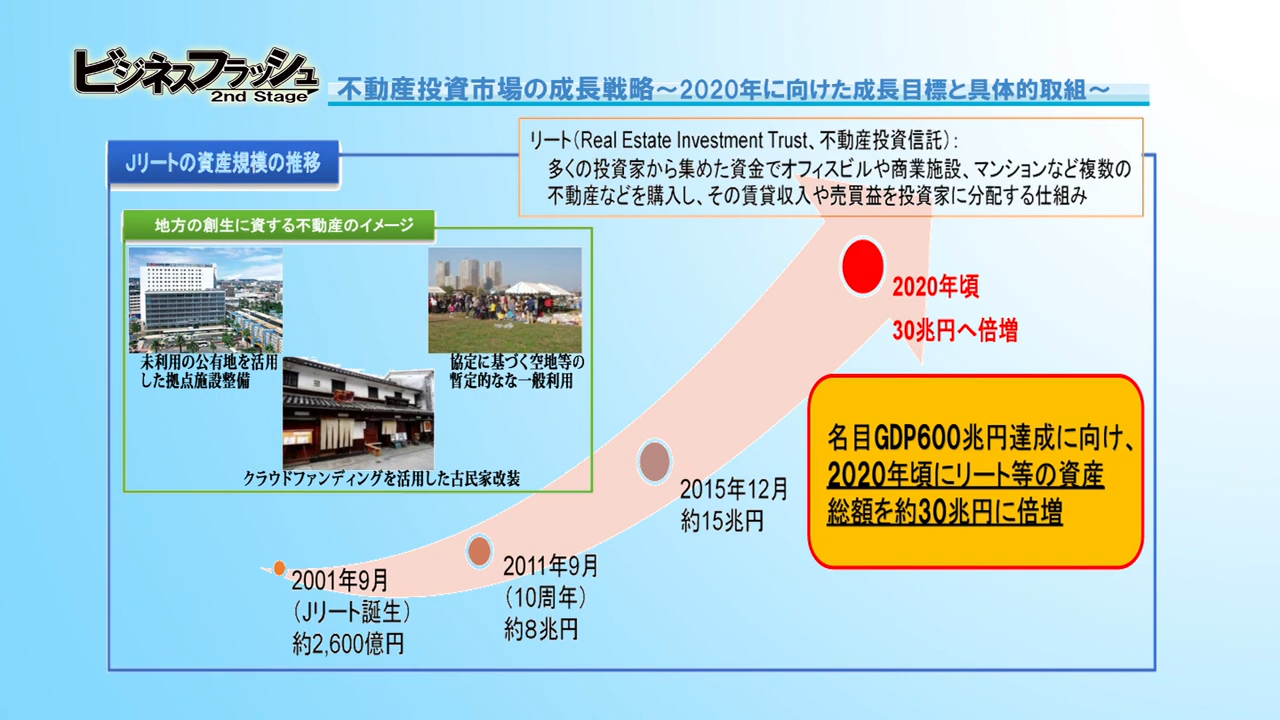 ビジネスフラッシュ
2nd Stage
不動産投資市場の成長戦略～2020年に向けた成長目標と具体的取組～
リート（Real Estate Investment Trust、不動産投資信託）：
多くの投資家から集めた資金でオフィスビルや商業施設、マンションなど複数の
不動産などを購入し、その賃貸収入や売買益を投資家に分配する仕組み
Jリートの資産規模の推移
地方の創生に資する不動産のイメージ
未利用の公有地を活用
した拠点施設整備
協定に基づく空地等の
暫定的なな一般利用
クラウドファンディングを活用した古民家改装
2020年頃
30兆円へ倍増
名目GDP600兆円達成に向け、
2020年頃にリート等の資産
総額を約30兆円に倍増
2015年12月
約15兆円
2011年9月
（10周年）
約8兆円
2001年9月
（Jリート誕生）
約2,600億円